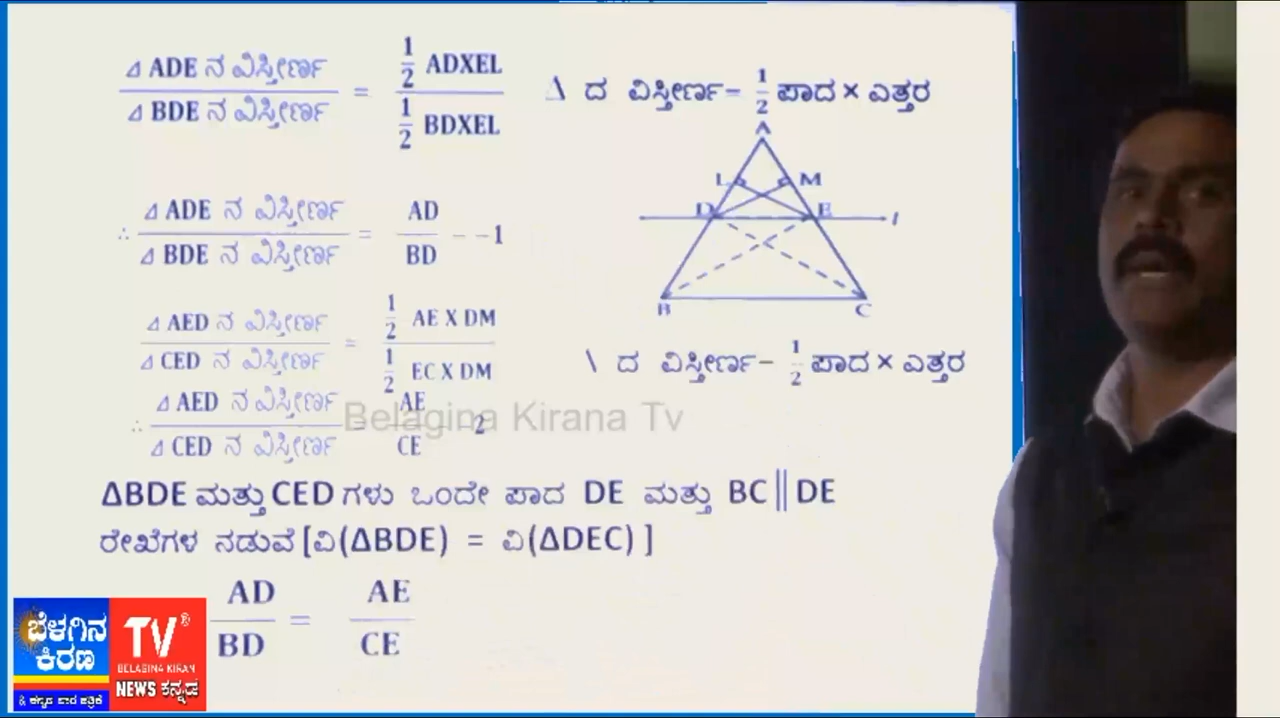 ⊿ ADE ನ ವಿಸ್ತೀರ್ಣ / ⊿ BDE ನ ವಿಸ್ತೀರ್ಣ = 1/2 ADXEL / 1/2 BDXEL
Δ ದ ವಿಸ್ತೀರ್ಣ- 1/2 ಪಾದ × ಎತ್ತರ
A
L M
D E l
B C
∴ ⊿ ADE ನ ವಿಸ್ತೀರ್ಣ / ⊿ BDE ನ ವಿಸ್ತೀರ್ಣ = AD / BD - -1
⊿ AED ನ ವಿಸ್ತೀರ್ಣ / ⊿ CED ನ ವಿಸ್ತೀರ್ಣ = 1/2 AE X DM / 1/2 EC X DM
\ ದ ವಿಸ್ತೀರ್ಣ- 1/2 ಪಾದ × ಎತ್ತರ
∴ ⊿ AED ನ ವಿಸ್ತೀರ್ಣ / ⊿ CED ನ ವಿಸ್ತೀರ್ಣ = AE / CE 2
Belagina Kirana Tv
ΔBDE ಮತ್ತು CED ಗಳು ಒಂದೇ ಪಾದ DE ಮತ್ತು BC||DE
ರೇಖೆಗಳ ನಡುವೆ [ವಿ(ΔBDE) = ವಿ(ΔDEC) ]
AD / BD = AE / CE
ಬೆಳಗಿನ
ಕಿರಣ
& ಕನ್ನಡ ವಾರ ಪತ್ರಿಕೆ
TV®
BELAGINA KIRAN
NEWS ಕನ್ನಡ